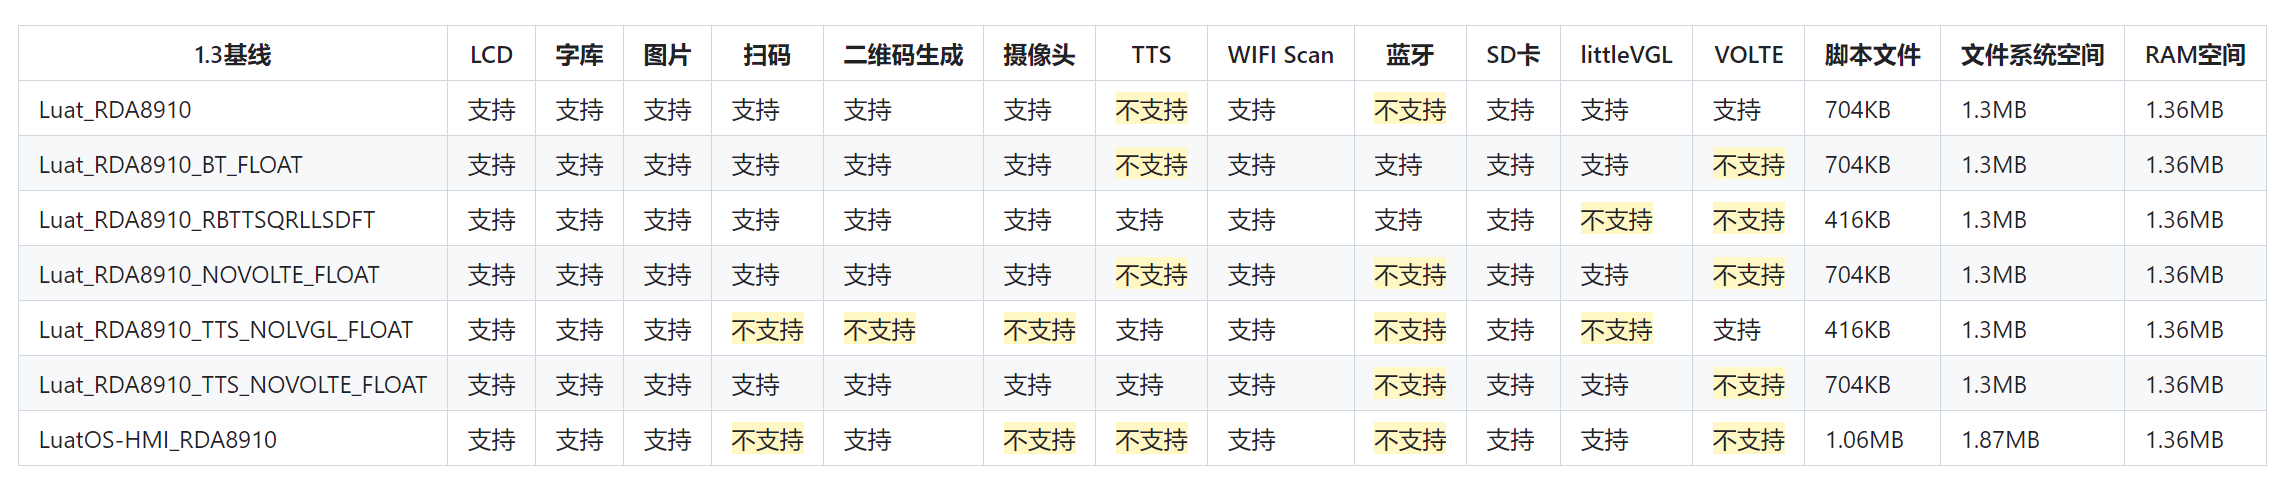 1.3基线 LCD 字库 图片 扫码 二维码生成 摄像头 TTS WIFI Scan 蓝牙 SD卡 littleVGL VOLTE 脚本文件 文件系统空间 RAM空间
Luat_RDA8910 支持 支持 支持 支持 支持 支持 不支持 支持 不支持 支持 支持 支持 704KB 1.3MB 1.36MB
Luat_RDA8910_BT_FLOAT 支持 支持 支持 支持 支持 支持 不支持 支持 支持 支持 支持 不支持 704KB 1.3MB 1.36MB
Luat_RDA8910_RBTTSQRLLSDFT 支持 支持 支持 支持 支持 支持 支持 支持 支持 支持 不支持 不支持 416KB 1.3MB 1.36MB
Luat_RDA8910_NOVOLTE_FLOAT 支持 支持 支持 支持 支持 支持 不支持 支持 不支持 支持 支持 不支持 704KB 1.3MB 1.36MB
Luat_RDA8910_TTS_NOLVGL_FLOAT 支持 支持 支持 不支持 不支持 不支持 支持 支持 不支持 支持 不支持 支持 416KB 1.3MB 1.36MB
Luat_RDA8910_TTS_NOVOLTE_FLOAT 支持 支持 支持 支持 支持 支持 支持 支持 不支持 支持 支持 不支持 704KB 1.3MB 1.36MB
LuatOS-HMI_RDA8910 支持 支持 支持 不支持 支持 不支持 不支持 支持 不支持 支持 支持 不支持 1.06MB 1.87MB 1.36MB